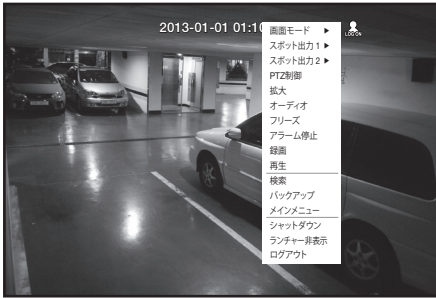 2013-01-01 01:10
LOG ON
画面モード ▶
スポット出力 1 ▶
スポット出力 2 ▶
PTZ制御
拡大
オーディオ
フリーズ
アラーム停止
録画
再生
検索
バックアップ
メインメニュー
シャットダウン
ランチャー非表示
ログアウト